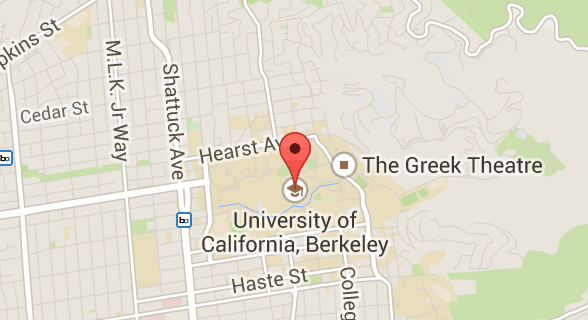 pkins St
M.L.K. Jr Way
Shattuck Ave
Cedar St
Hearst Av
The Greek Theatre
University of
California, Berkeley
Haste St
Colleg